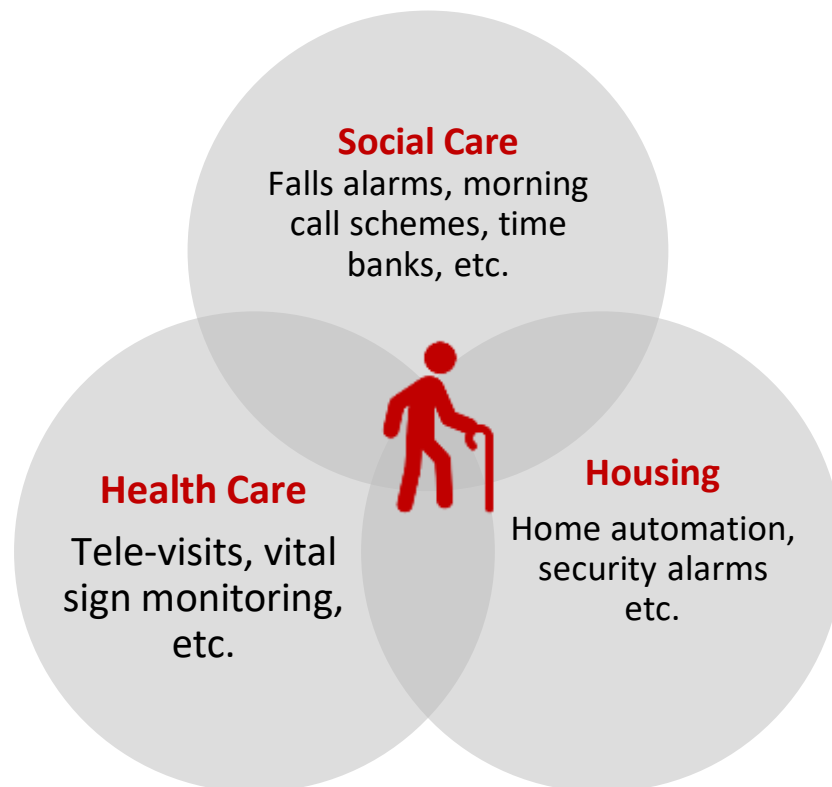 Social Care
Falls alarms, morning
call schemes, time
banks, etc.
Health Care
Tele-visits, vital
sign monitoring,
etc.
Housing
Home automation,
security alarms
etc.